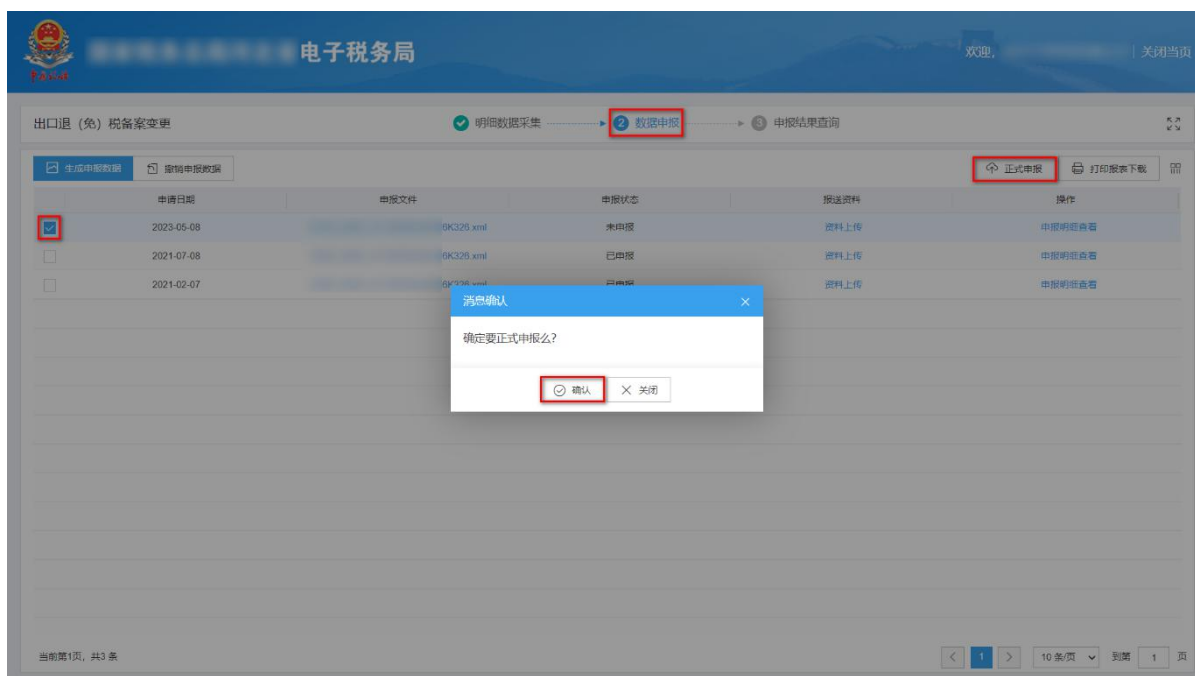 电子税务局
欢迎,
关闭当页
出口退（免）税备案变更
明细数据采集
2 数据申报
3 申报结果查询
生成申报数据
撤销申报数据
正式申报
打印报表下载
申请日期 申报文件 申报状态 报送资料 操作
2023-05-08 6K326.xml 未申报 资料上传 申报明细查看
2021-07-08 6K326.xml 已申报 资料上传 申报明细查看
2021-02-07 6K326.xml 已申报 资料上传 申报明细查看
消息确认
确定要正式申报么?
确认 关闭
当前第1页，共3 条
1 10 条/页 到第 1 页